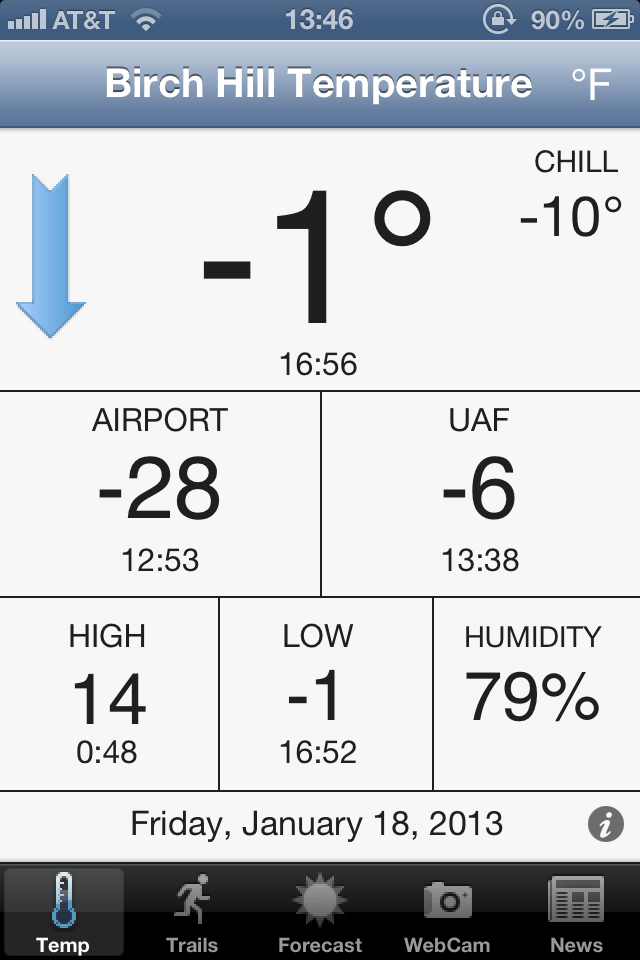 AT&T 13:46 90%
Birch Hill Temperature °F
CHILL
-10°
-1°
16:56
AIRPORT UAF
-28 -6
12:53 13:38
HIGH LOW HUMIDITY
14 -1 79%
0:48 16:52
Friday, January 18, 2013 i
Temp Trails Forecast WebCam News